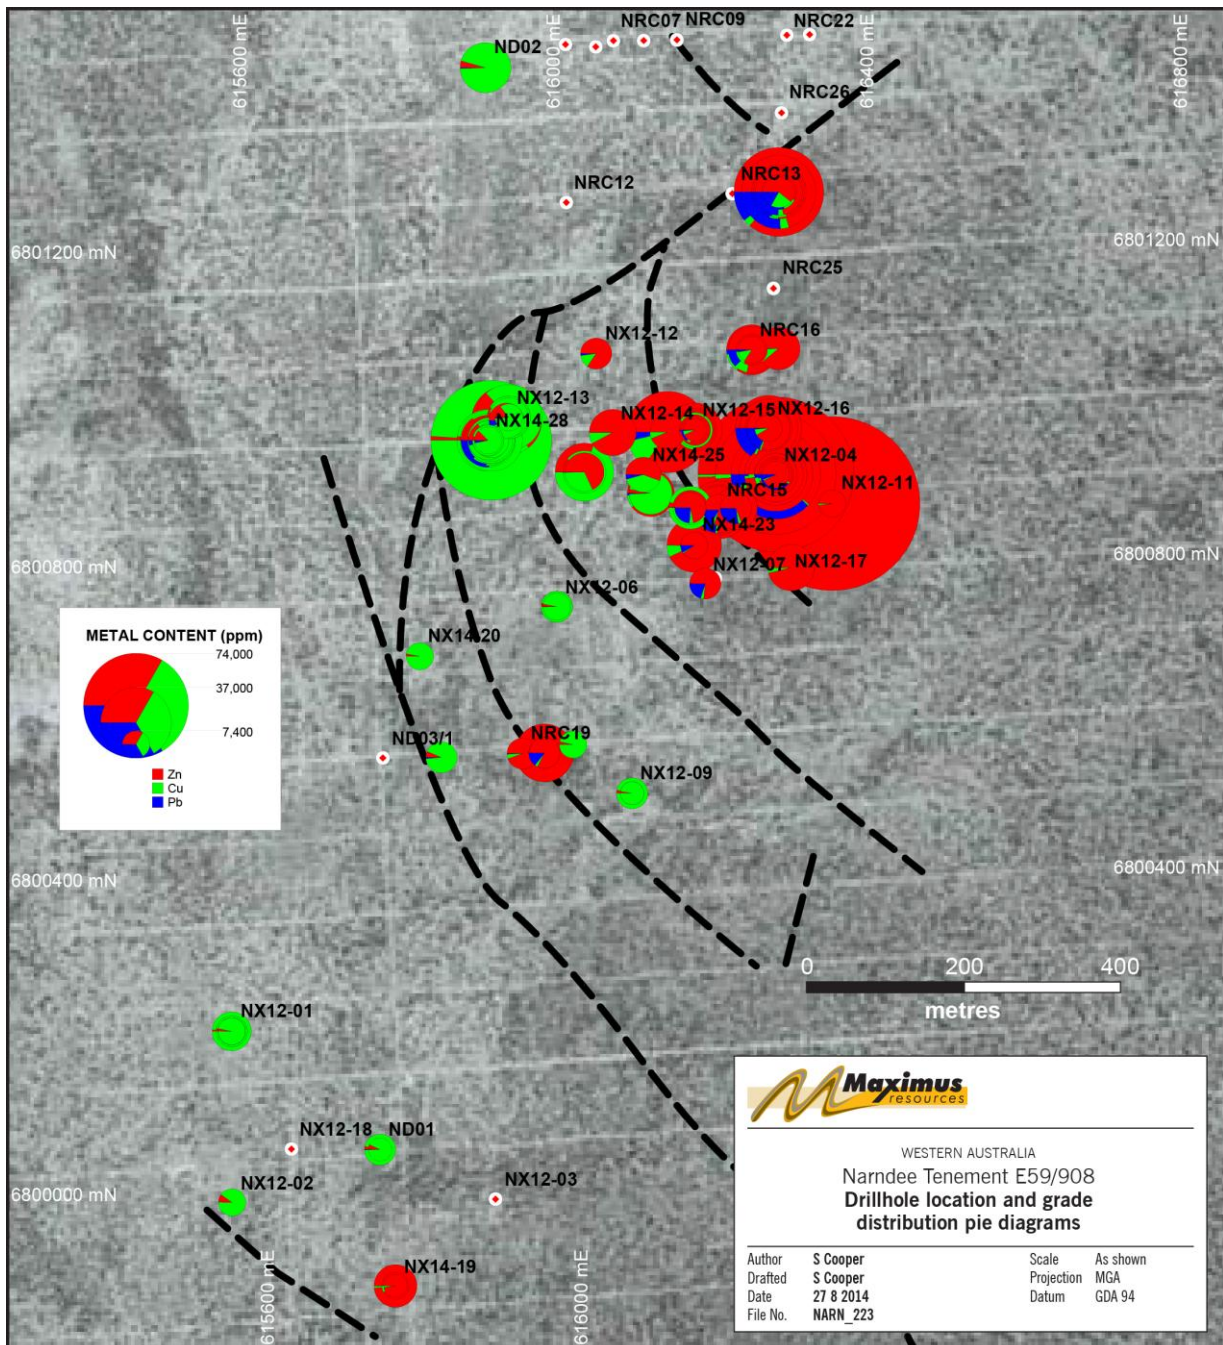 615600 mE
616000 mE
616400 mE
616800 mE
NRC07
NRC09
NRC22
ND02
NRC26
NRC13
NRC12
6801200 mN
6801200 mN
NRC25
NX12-12
NRC16
NX12-13
NX14-28
NX12-14
NX12-15
NX12-16
NX14-25
NX12-04
NX12-11
NRC15
NX14-23
6800800 mN
6800800 mN
NX12-07
NX12-17
NX12-06
METAL CONTENT (ppm)
74,000
37,000
7,400
Zn
Cu
Pb
NX14-20
ND03/1
NRC19
NX12-09
6800400 mN
6800400 mN
0 200 400
metres
NX12-01
NX12-18
ND01
NX12-02
NX12-03
6800000 mN
NX14-19
615600 mE
616000 mE
Maximus
resources
WESTERN AUSTRALIA
Narndee Tenement E59/908
Drillhole location and grade
distribution pie diagrams
Author S Cooper Scale As shown
Drafted S Cooper Projection MGA
Date 27 8 2014 Datum GDA 94
File No. NARN_223